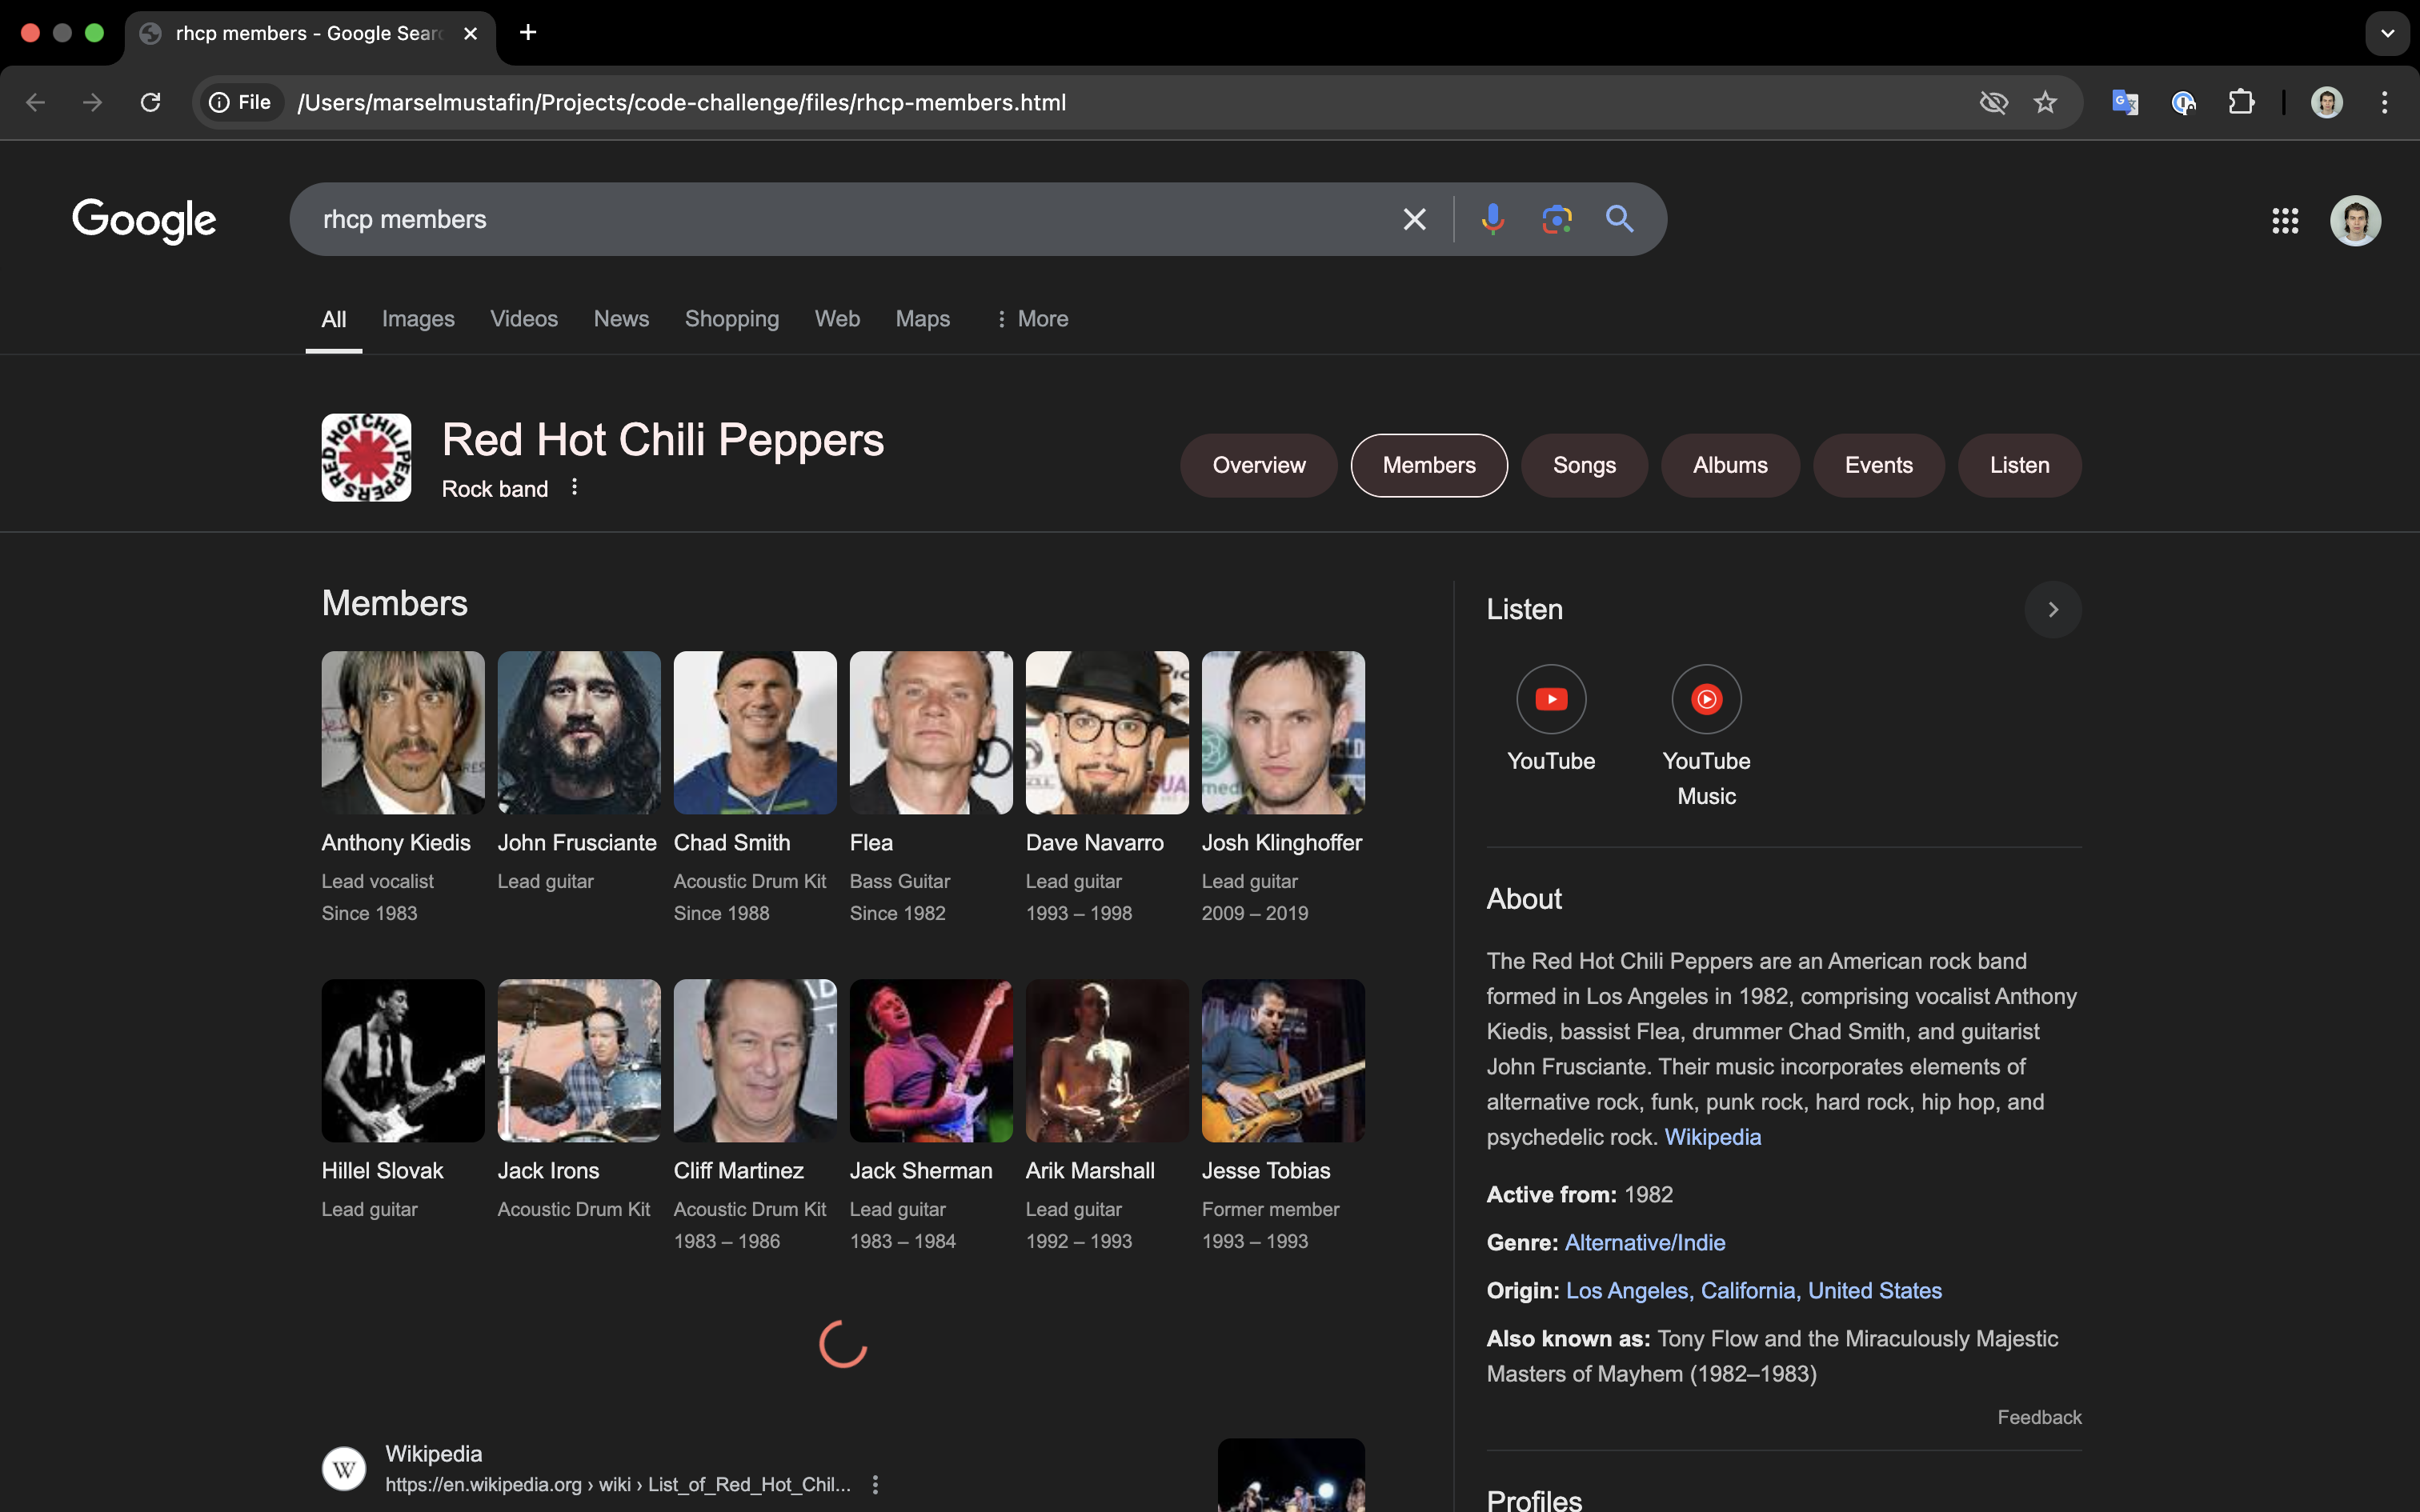 rhcp members - Google Sear
File
/Users/marselmustafin/Projects/code-challenge/files/rhcp-members.html
Google
rhcp members
All
Images
Videos
News
Shopping
Web
Maps
More
RED HOT CHILI PEPPERS
Red Hot Chili Peppers
Rock band
Overview
Members
Songs
Albums
Events
Listen
Members
Anthony Kiedis
Lead vocalist
Since 1983
John Frusciante
Lead guitar
Chad Smith
Acoustic Drum Kit
Since 1988
Flea
Bass Guitar
Since 1982
Dave Navarro
Lead guitar
1993 – 1998
Josh Klinghoffer
Lead guitar
2009 – 2019
Hillel Slovak
Lead guitar
Jack Irons
Acoustic Drum Kit
Cliff Martinez
Acoustic Drum Kit
1983 – 1986
Jack Sherman
Lead guitar
1983 – 1984
Arik Marshall
Lead guitar
1992 – 1993
Jesse Tobias
Former member
1993 – 1993
W
Wikipedia
https://en.wikipedia.org › wiki › List_of_Red_Hot_Chil...
Listen
YouTube
YouTube
Music
About
The Red Hot Chili Peppers are an American rock band
formed in Los Angeles in 1982, comprising vocalist Anthony
Kiedis, bassist Flea, drummer Chad Smith, and guitarist
John Frusciante. Their music incorporates elements of
alternative rock, funk, punk rock, hard rock, hip hop, and
psychedelic rock. Wikipedia
Active from: 1982
Genre: Alternative/Indie
Origin: Los Angeles, California, United States
Also known as: Tony Flow and the Miraculously Majestic
Masters of Mayhem (1982–1983)
Feedback
Profiles